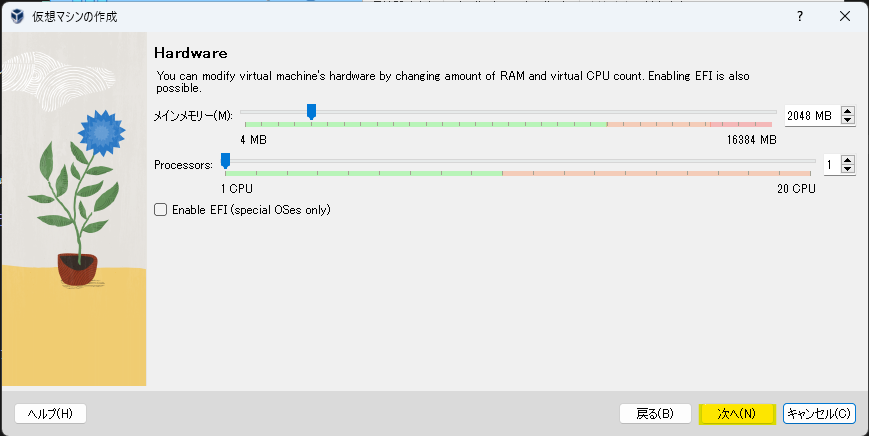 仮想マシンの作成
?
Hardware
You can modify virtual machine's hardware by changing amount of RAM and virtual CPU count. Enabling EFI is also
possible.
メインメモリー(M):
2048 MB
4 MB
16384 MB
Processors:
1
1 CPU
20 CPU
Enable EFI (special OSes only)
ヘルプ(H)
戻る(B)
次へ(N)
キャンセル(C)